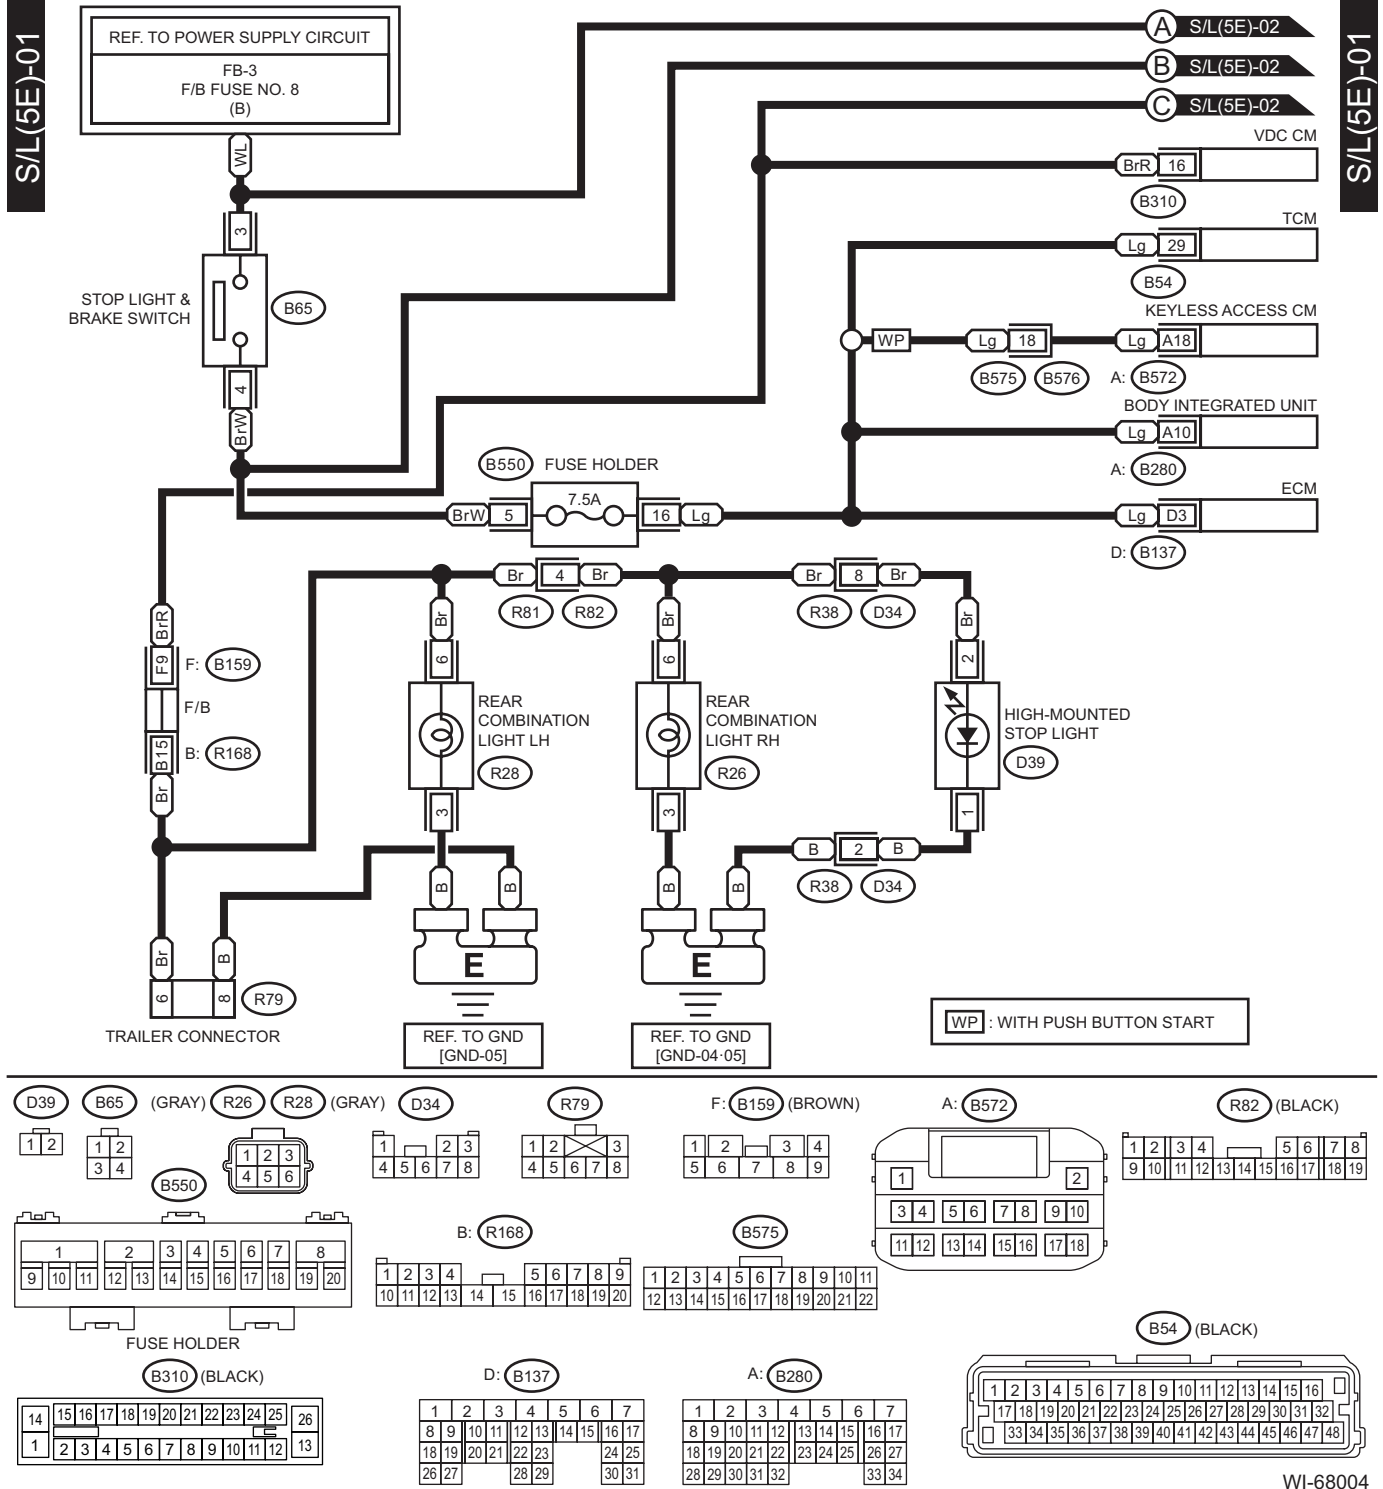 S/L(5E)-01
S/L(5E)-01
REF. TO POWER SUPPLY CIRCUIT
FB-3
F/B FUSE NO. 8
(B)
A S/L(5E)-02
B S/L(5E)-02
C S/L(5E)-02
WL
VDC CM
BrR 16
B310
3
TCM
Lg 29
B54
STOP LIGHT &
BRAKE SWITCH
B65
KEYLESS ACCESS CM
WP Lg 18 Lg A18
B575 B576 A: B572
4
BrW
BODY INTEGRATED UNIT
Lg A10
A: B280
B550 FUSE HOLDER
7.5A
BrW 5 16 Lg
ECM
Lg D3
D: B137
Br 4 Br Br 8 Br
R81 R82 R38 D34
BrR Br Br Br
F9 F: B159
6 6 2
F/B
B15 B: R168
Br
REAR
COMBINATION
LIGHT LH
R28
REAR
COMBINATION
LIGHT RH
R26
HIGH-MOUNTED
STOP LIGHT
D39
3 3 1
B 2 B
R38 D34
B B B B
E E
Br B
6 8 R79
TRAILER CONNECTOR
REF. TO GND
[GND-05]
REF. TO GND
[GND-04·05]
WP : WITH PUSH BUTTON START
D39 B65 (GRAY) R26 R28 (GRAY) D34 R79 F: B159 (BROWN) A: B572 R82 (BLACK)
1 2
1 2
3 4
1 2 3
4 5 6
1 2 3
4 5 6 7 8
1 2 3
4 5 6 7 8
1 2 3 4
5 6 7 8 9
1 2
3 4 5 6 7 8 9 10
11 12 13 14 15 16 17 18
1 2 3 4 5 6 7 8
9 10 11 12 13 14 15 16 17 18 19
B550
1 2 3 4 5 6 7 8
9 10 11 12 13 14 15 16 17 18 19 20
FUSE HOLDER
B: R168
1 2 3 4 5 6 7 8 9
10 11 12 13 14 15 16 17 18 19 20
B575
1 2 3 4 5 6 7 8 9 10 11
12 13 14 15 16 17 18 19 20 21 22
B310 (BLACK)
14 15 16 17 18 19 20 21 22 23 24 25 26
1 2 3 4 5 6 7 8 9 10 11 12 13
D: B137
1 2 3 4 5 6 7
8 9 10 11 12 13 14 15 16 17
18 19 20 21 22 23 24 25
26 27 28 29 30 31
A: B280
1 2 3 4 5 6 7
8 9 10 11 12 13 14 15 16 17
18 19 20 21 22 23 24 25 26 27
28 29 30 31 32 33 34
B54 (BLACK)
1 2 3 4 5 6 7 8 9 10 11 12 13 14 15 16
17 18 19 20 21 22 23 24 25 26 27 28 29 30 31 32
33 34 35 36 37 38 39 40 41 42 43 44 45 46 47 48
WI-68004